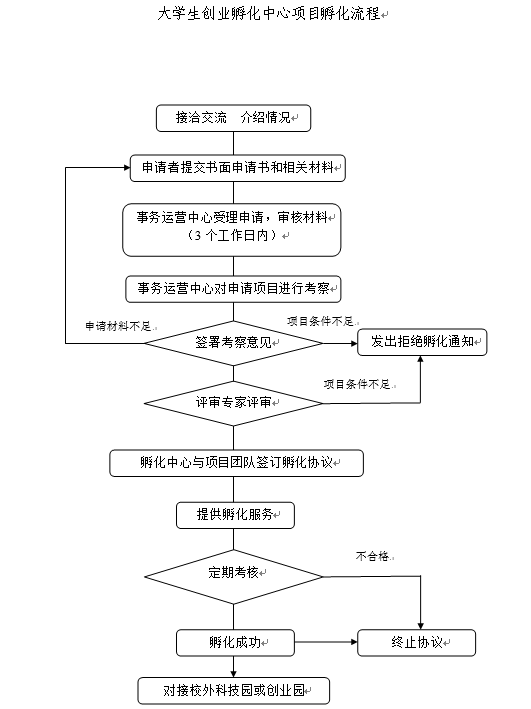 大学生创业孵化中心项目孵化流程
接洽交流 介绍情况
申请者提交书面申请书和相关材料
事务运营中心受理申请，审核材料
（3 个工作日内）
事务运营中心对申请项目进行考察
申请材料不足
签署考察意见
项目条件不足
发出拒绝孵化通知
评审专家评审
项目条件不足
孵化中心与项目团队签订孵化协议
提供孵化服务
定期考核
不合格
孵化成功
终止协议
对接校外科技园或创业园